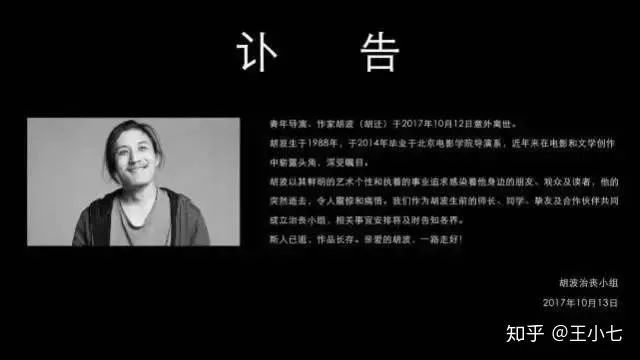 讣 告
青年导演、作家胡波（胡迁）于2017年10月12日意外离世。
胡波生于1988年，于2014年毕业于北京电影学院导演系，近年来在电影和文学创作
中崭露头角，深受瞩目。
胡波以其鲜明的艺术个性和执着的事业追求感染着他身边的朋友、观众及读者，他的
突然逝去，令人震惊和痛惜。我们作为胡波生前的师长、同学、挚友及合作伙伴共同
成立治丧小组，相关事宜安排将及时告知各界。
斯人已逝，作品长存。亲爱的胡波，一路走好！
胡波治丧小组
2017年10月13日
知乎 @王小七